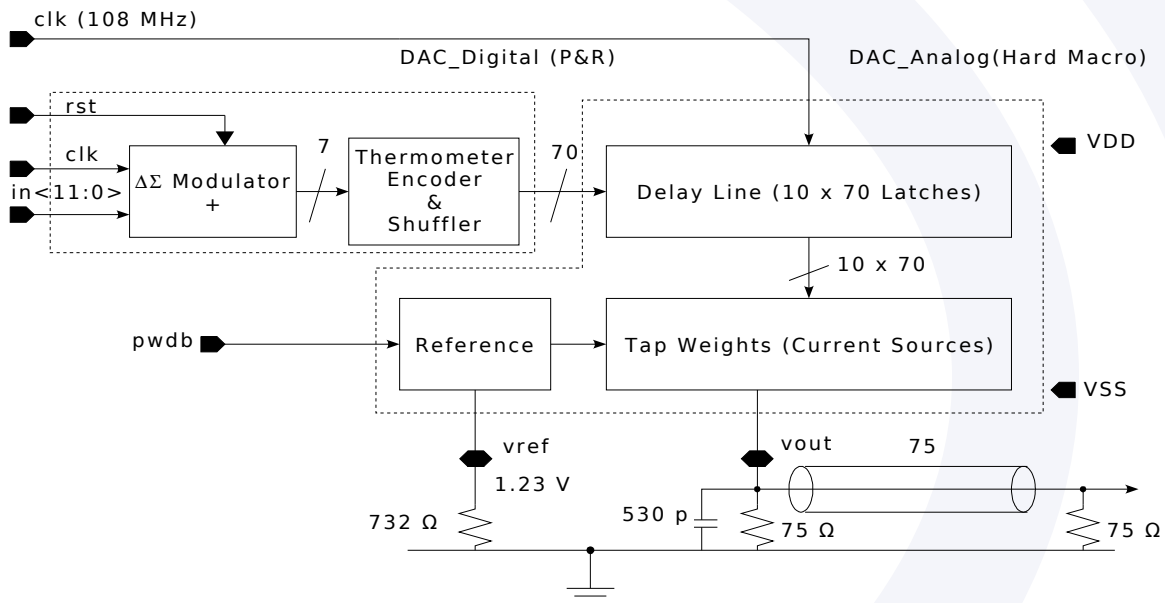 clk (108 MHz)
DAC_Digital (P&R)
DAC_Analog(Hard Macro)
rst
clk
in<11:0>
ΔΣ Modulator
+
7
Thermometer
Encoder
&
Shuffler
70
Delay Line (10 x 70 Latches)
VDD
10 x 70
pwdb
Reference
Tap Weights (Current Sources)
VSS
vref
1.23 V
vout
75
732 Ω
530 p
75 Ω
75 Ω